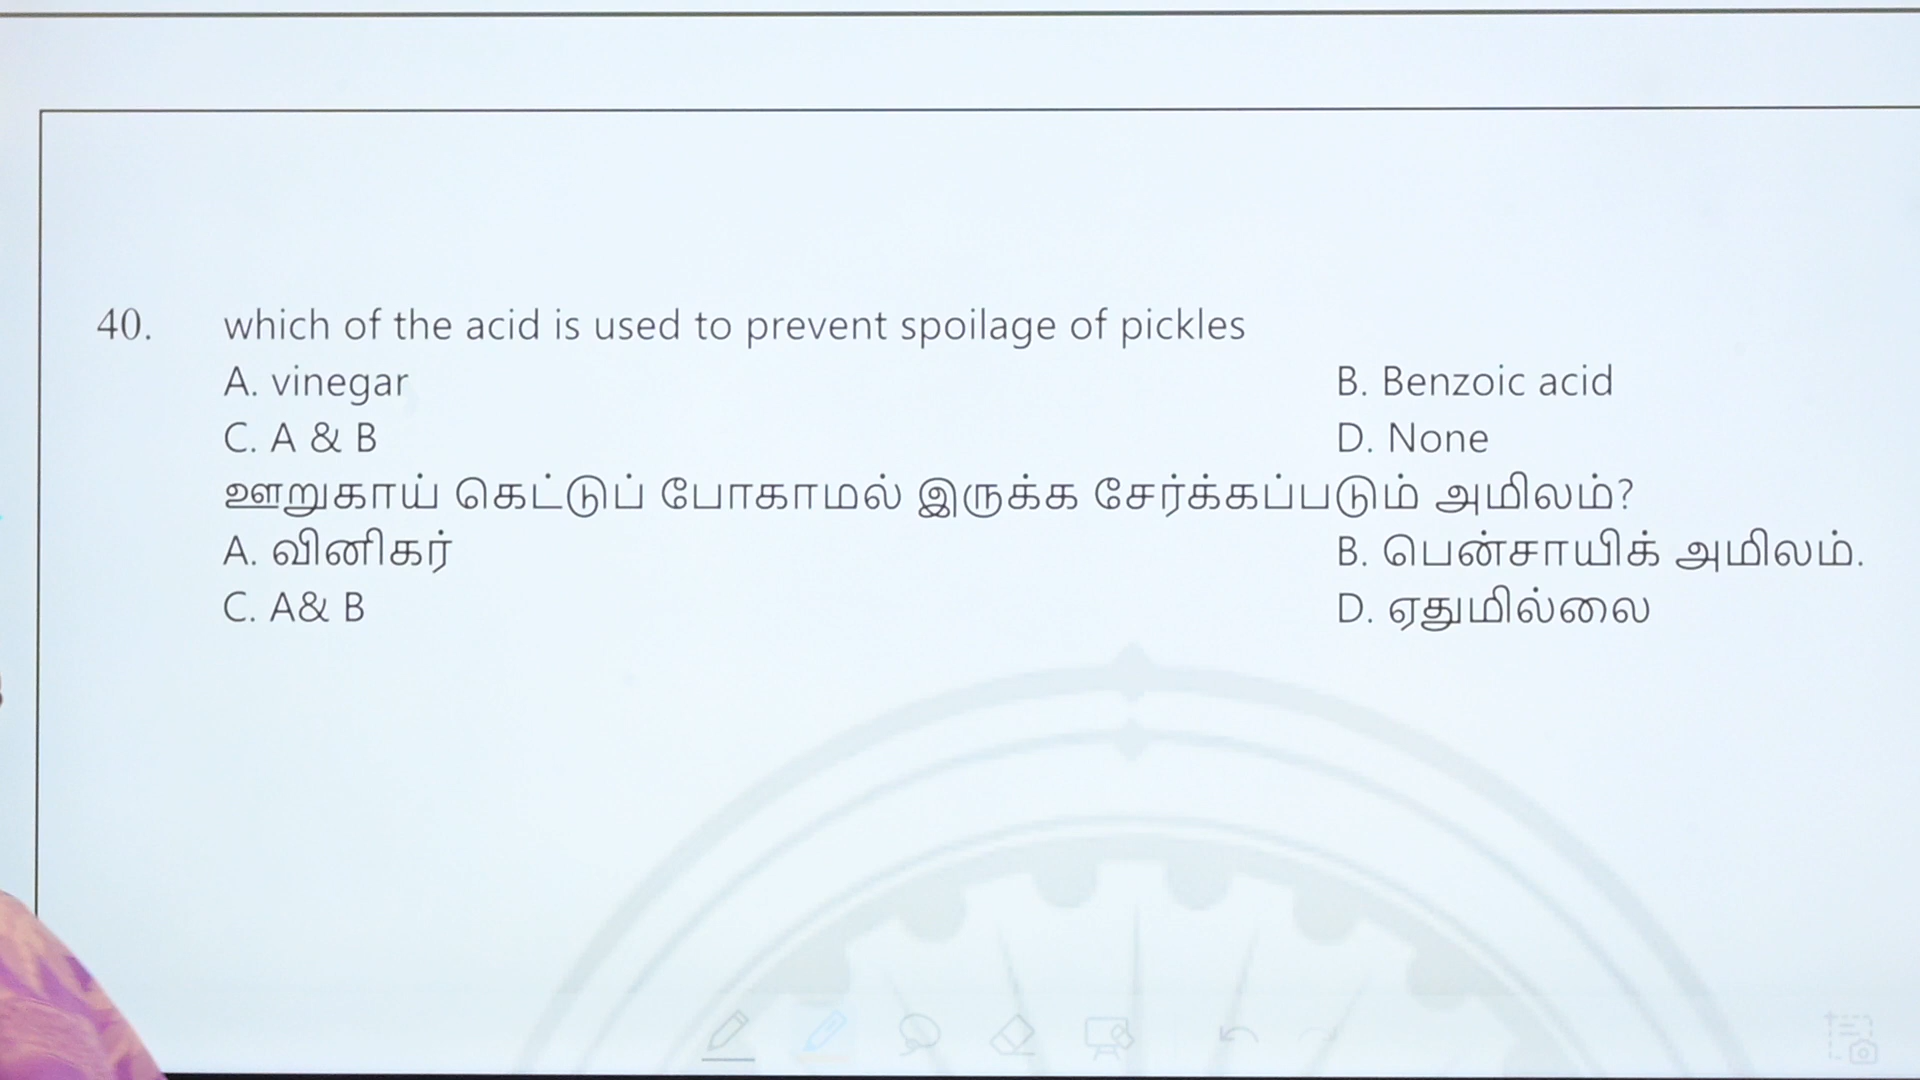 40. which of the acid is used to prevent spoilage of pickles
A. vinegar B. Benzoic acid
C. A & B D. None
ஊறுகாய் கெட்டுப் போகாமல் இருக்க சேர்க்கப்படும் அமிலம்?
A. வினிகர் B. பென்சாயிக் அமிலம்.
C. A& B D. ஏதுமில்லை